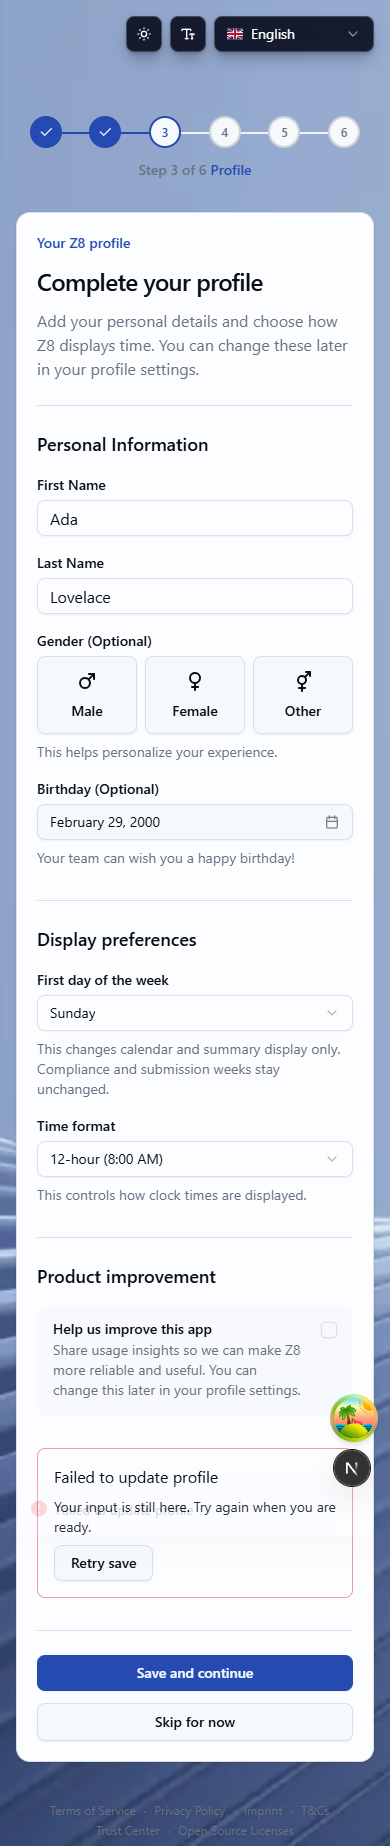 English
3
4
5
6
Step 3 of 6 Profile
Your Z8 profile
Complete your profile
Add your personal details and choose how
Z8 displays time. You can change these later
in your profile settings.
Personal Information
First Name
Ada
Last Name
Lovelace
Gender (Optional)
Male
Female
Other
This helps personalize your experience.
Birthday (Optional)
February 29, 2000
Your team can wish you a happy birthday!
Display preferences
First day of the week
Sunday
This changes calendar and summary display only.
Compliance and submission weeks stay
unchanged.
Time format
12-hour (8:00 AM)
This controls how clock times are displayed.
Product improvement
Help us improve this app
Share usage insights so we can make Z8
more reliable and useful. You can
change this later in your profile settings.
N
Failed to update profile
Your input is still here. Try again when you are
Failed to update profile
ready.
Retry save
Save and continue
Skip for now
Terms of Service · Privacy Policy · Imprint · T&Cs ·
Trust Center · Open Source Licenses